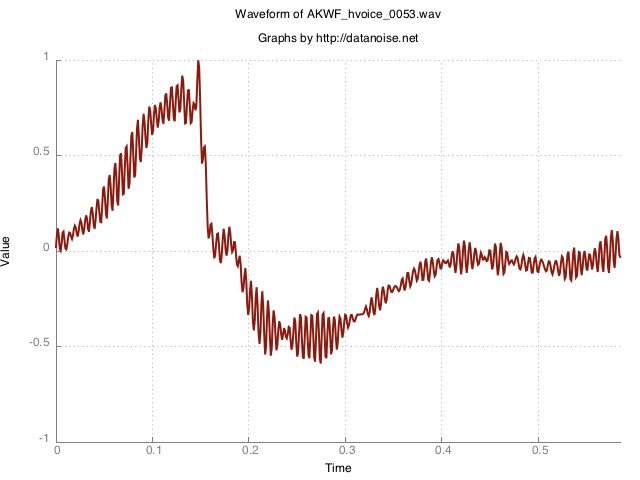 Waveform of AKWF_hvoice_0053.wav
Graphs by http://datanoise.net
1
0.5
0
-0.5
-1
Value
0 0.1 0.2 0.3 0.4 0.5
Time